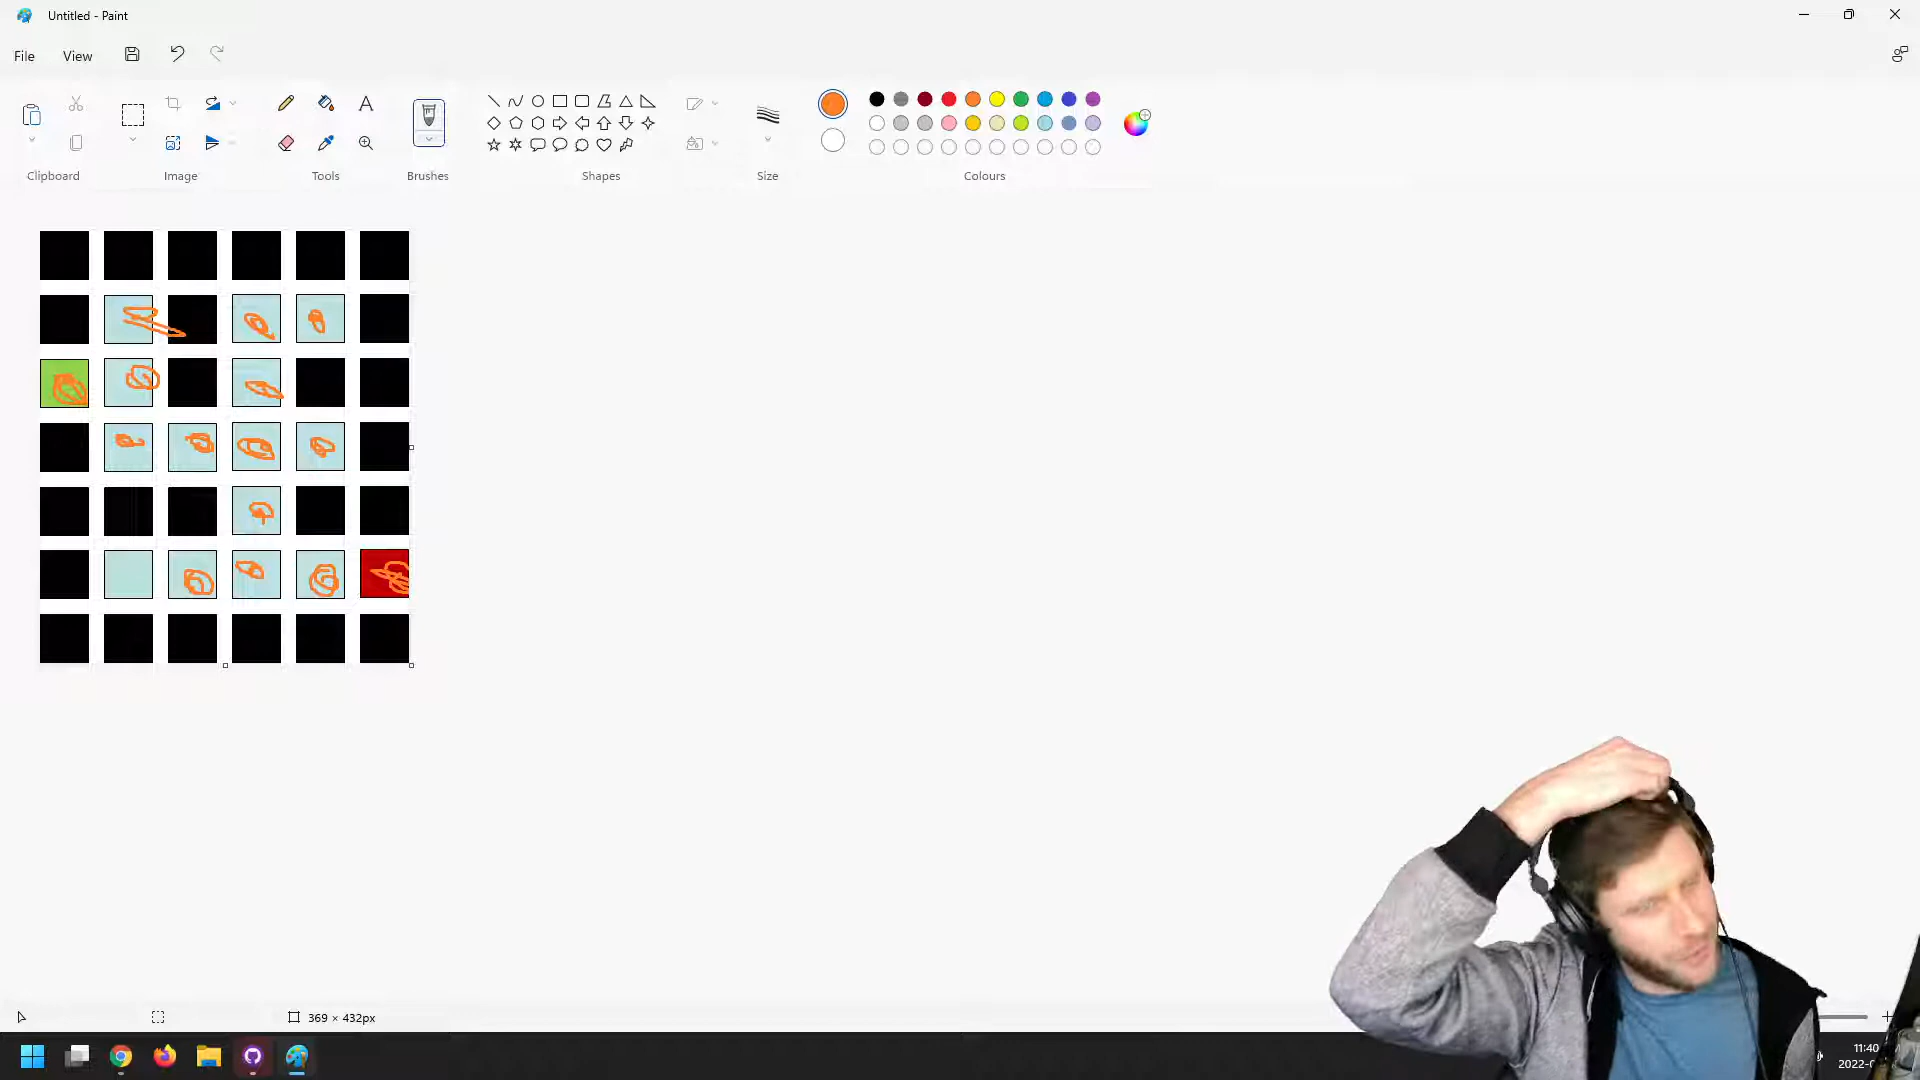 Untitled - Paint
File View
Clipboard Image Tools Brushes Shapes Size Colours
369 × 432px
11:40